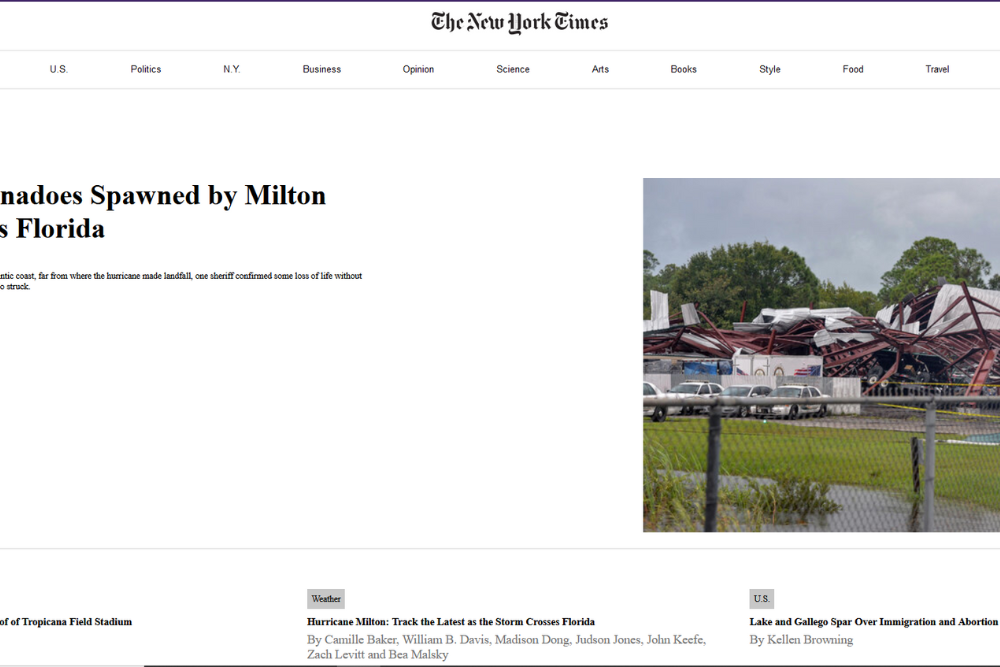 The New York Times
U.S. Politics N.Y. Business Opinion Science Arts Books Style Food Travel
nadoes Spawned by Milton
s Florida
ntic coast, far from where the hurricane made landfall, one sheriff confirmed some loss of life without
o struck.
Weather
U.S.
of of Tropicana Field Stadium
Hurricane Milton: Track the Latest as the Storm Crosses Florida
Lake and Gallego Spar Over Immigration and Abortion
By Camille Baker, William B. Davis, Madison Dong, Judson Jones, John Keefe,
Zach Levitt and Bea Malsky
By Kellen Browning